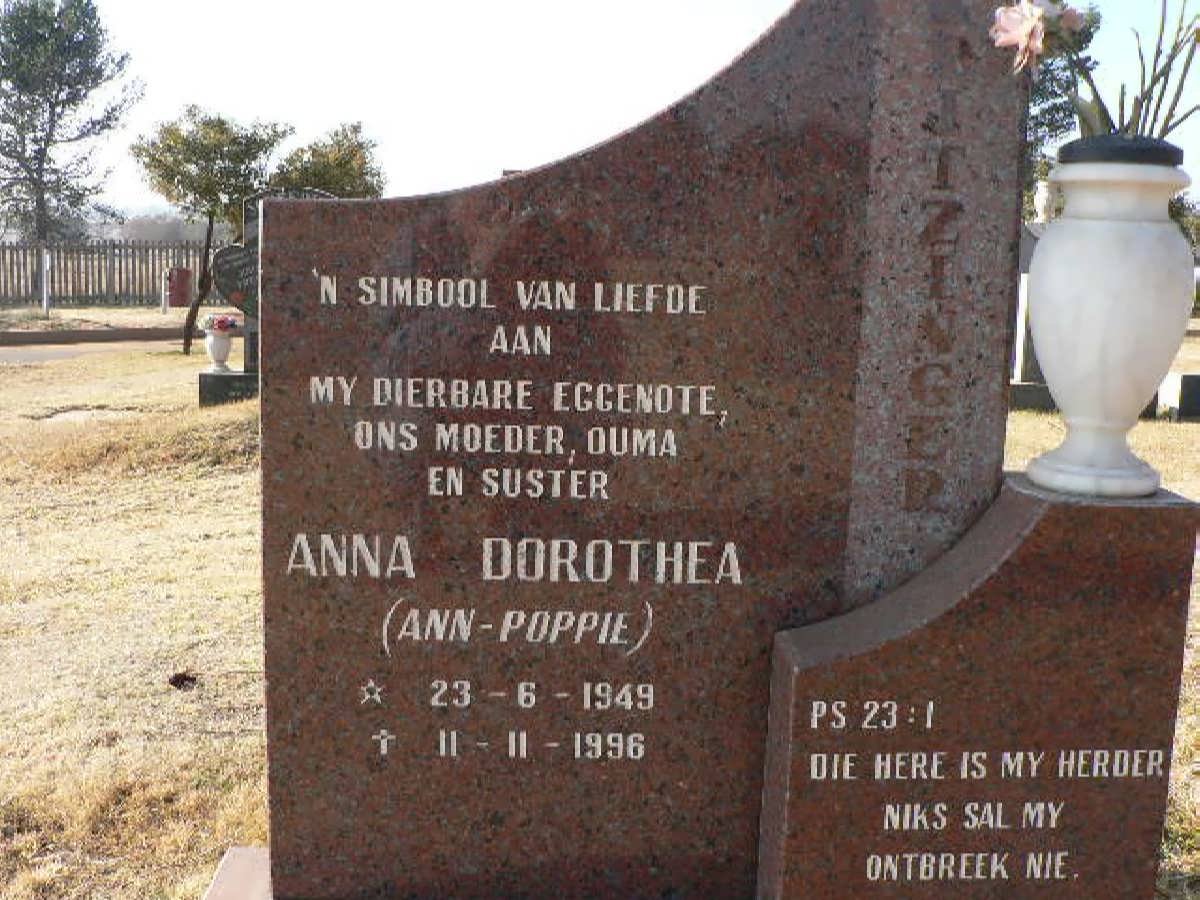 'N SIMBOOL VAN LIEFDE
AAN
MY DIERBARE EGGENOTE,
ONS MOEDER, OUMA
EN SUSTER
ANNA DOROTHEA
(ANN-POPPIE)
☆ 23 - 6 - 1949
✝ 11 - 11 - 1996
PS 23:1
DIE HERE IS MY HERDER
NIKS SAL MY
ONTBREEK NIE.